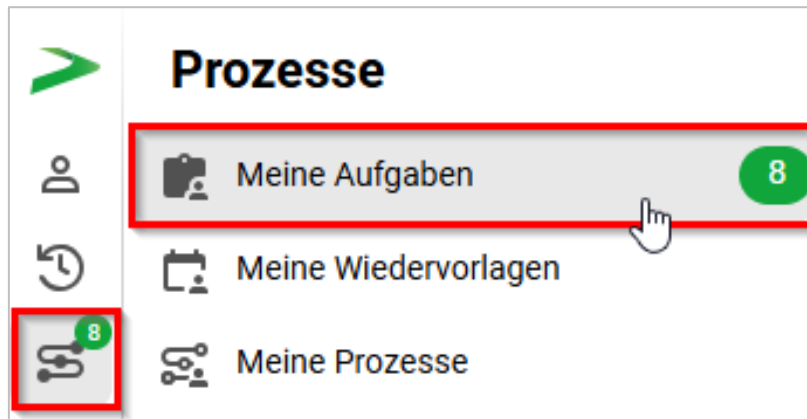 Prozesse
Meine Aufgaben 8
Meine Wiedervorlagen
8
Meine Prozesse